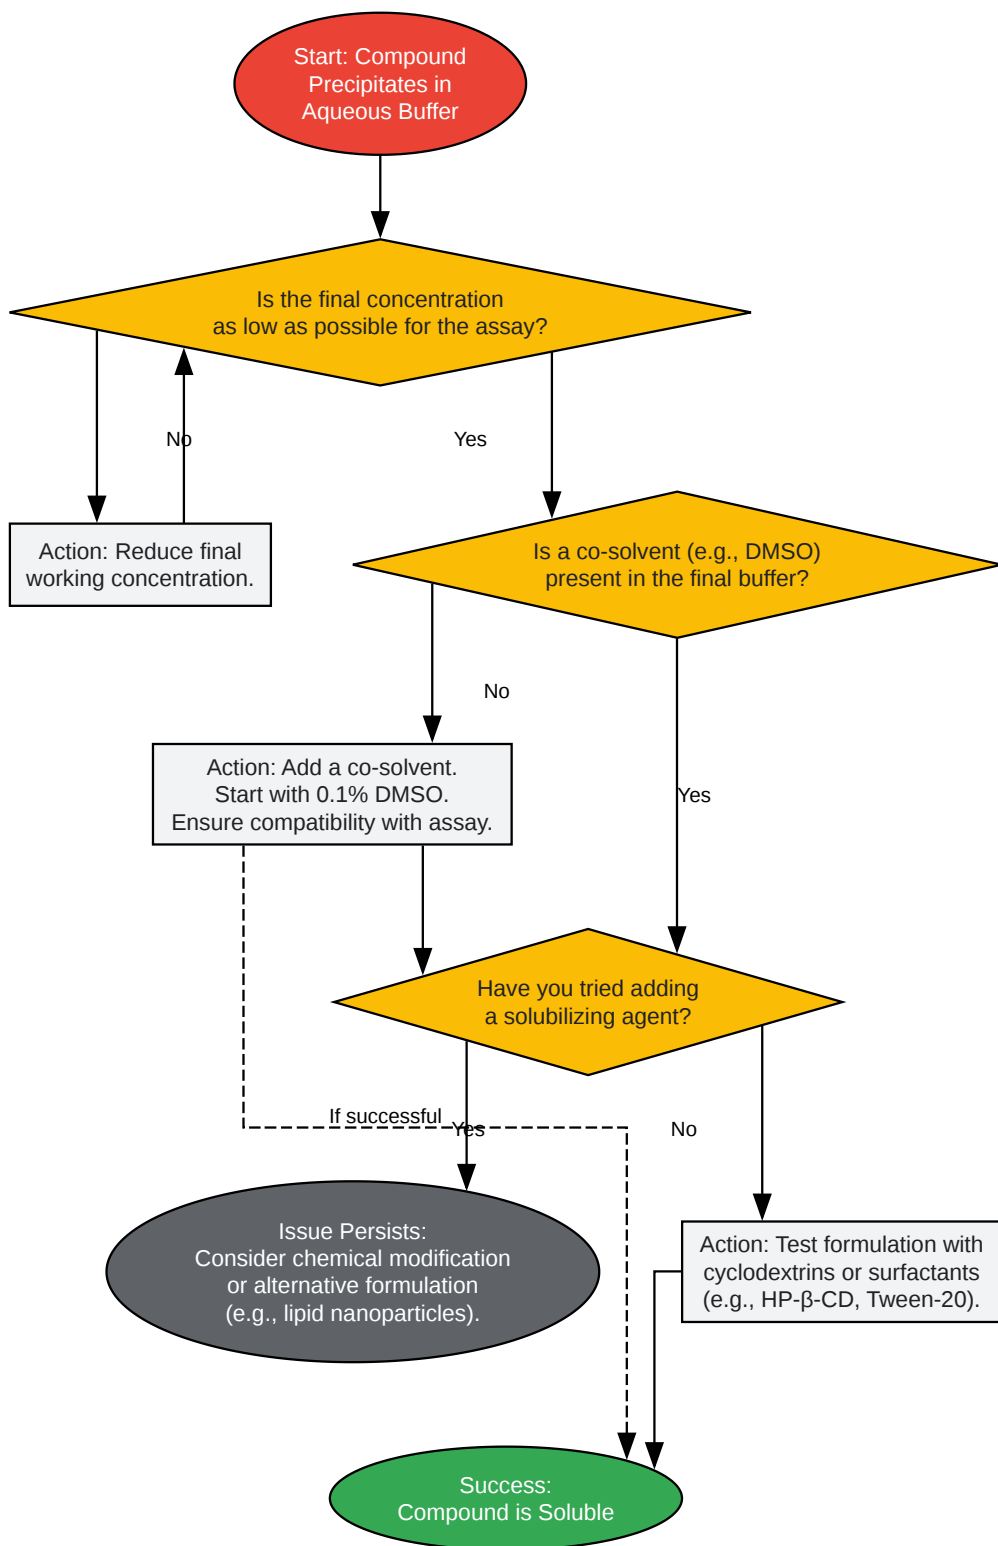 Start: Compound
Precipitates in
Aqueous Buffer
Is the final concentration
as low as possible for the assay?
No
Yes
Action: Reduce final
working concentration.
Is a co-solvent (e.g., DMSO)
present in the final buffer?
No
Action: Add a co-solvent.
Start with 0.1% DMSO.
Ensure compatibility with assay.
Yes
Have you tried adding
a solubilizing agent?
If successful
Yes
No
Issue Persists:
Consider chemical modification
or alternative formulation
(e.g., lipid nanoparticles).
Action: Test formulation with
cyclodextrins or surfactants
(e.g., HP-β-CD, Tween-20).
Success:
Compound is Soluble